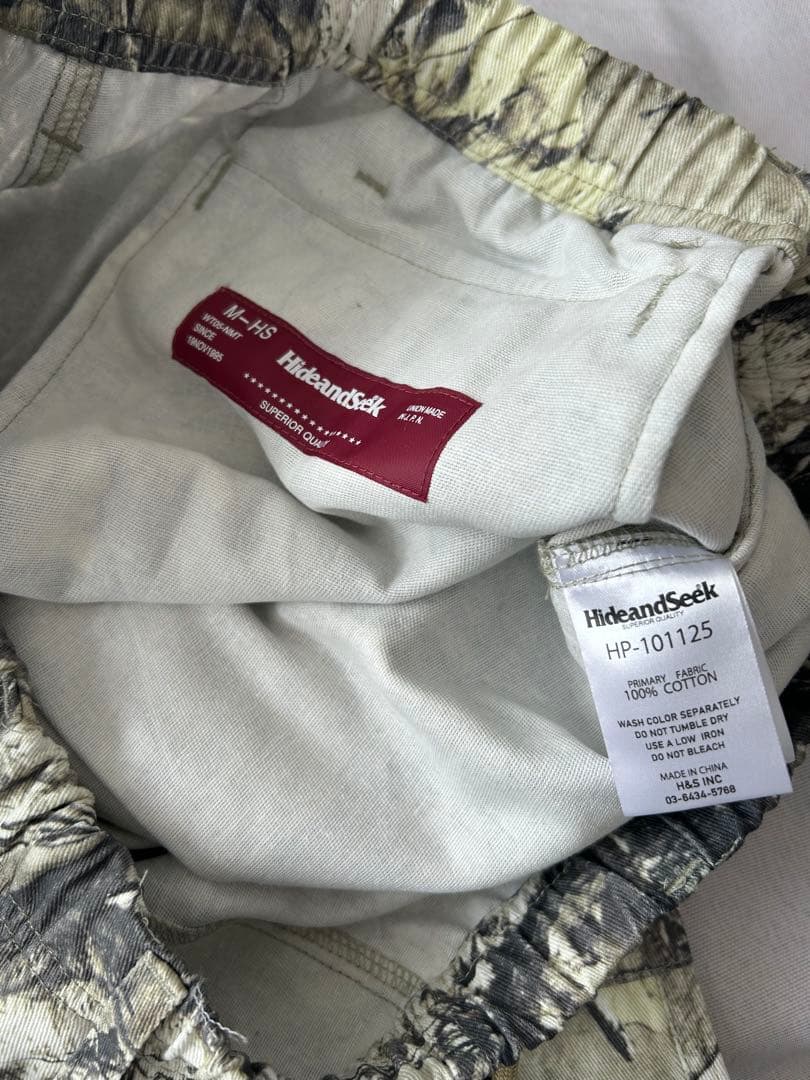 M-HS
WT05-NMT
SINCE
19NOV1995
HideandSeek
SUPERIOR QUA
UNION MADE
HideandSeek
SUPERIOR QUALITY
HP-101125
PRIMARY FABRIC
100% COTTON
WASH COLOR SEPARATELY
DO NOT TUMBLE DRY
USE A LOW IRON
DO NOT BLEACH
MADE IN CHINA
H&S INC
03-6434-5768